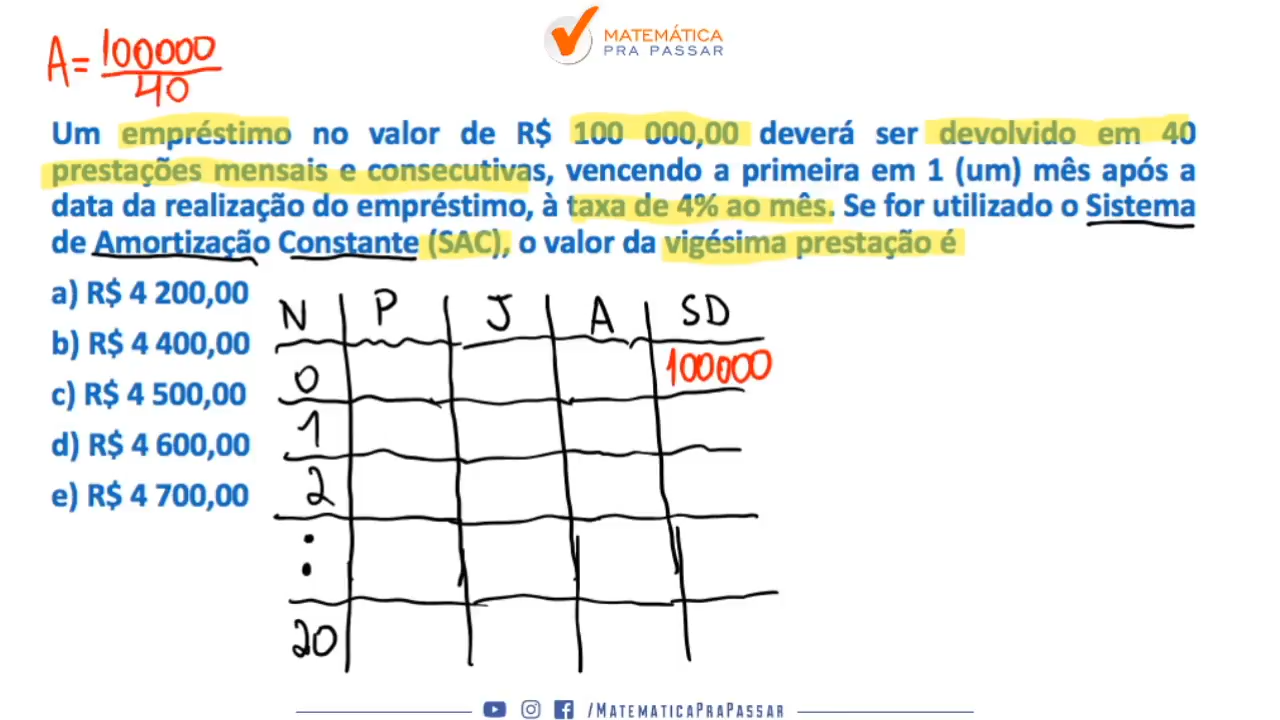 A = 100000
40
MATEMÁTICA
PRA PASSAR
Um empréstimo no valor de R$ 100 000,00 deverá ser devolvido em 40
prestações mensais e consecutivas, vencendo a primeira em 1 (um) mês após a
data da realização do empréstimo, à taxa de 4% ao mês. Se for utilizado o Sistema
de Amortização Constante (SAC), o valor da vigésima prestação é
a) R$ 4 200,00
b) R$ 4 400,00
c) R$ 4 500,00
d) R$ 4 600,00
e) R$ 4 700,00
N P J A SD
0 100000
1
2
:
20
/MATEMATICAPRAPASSAR